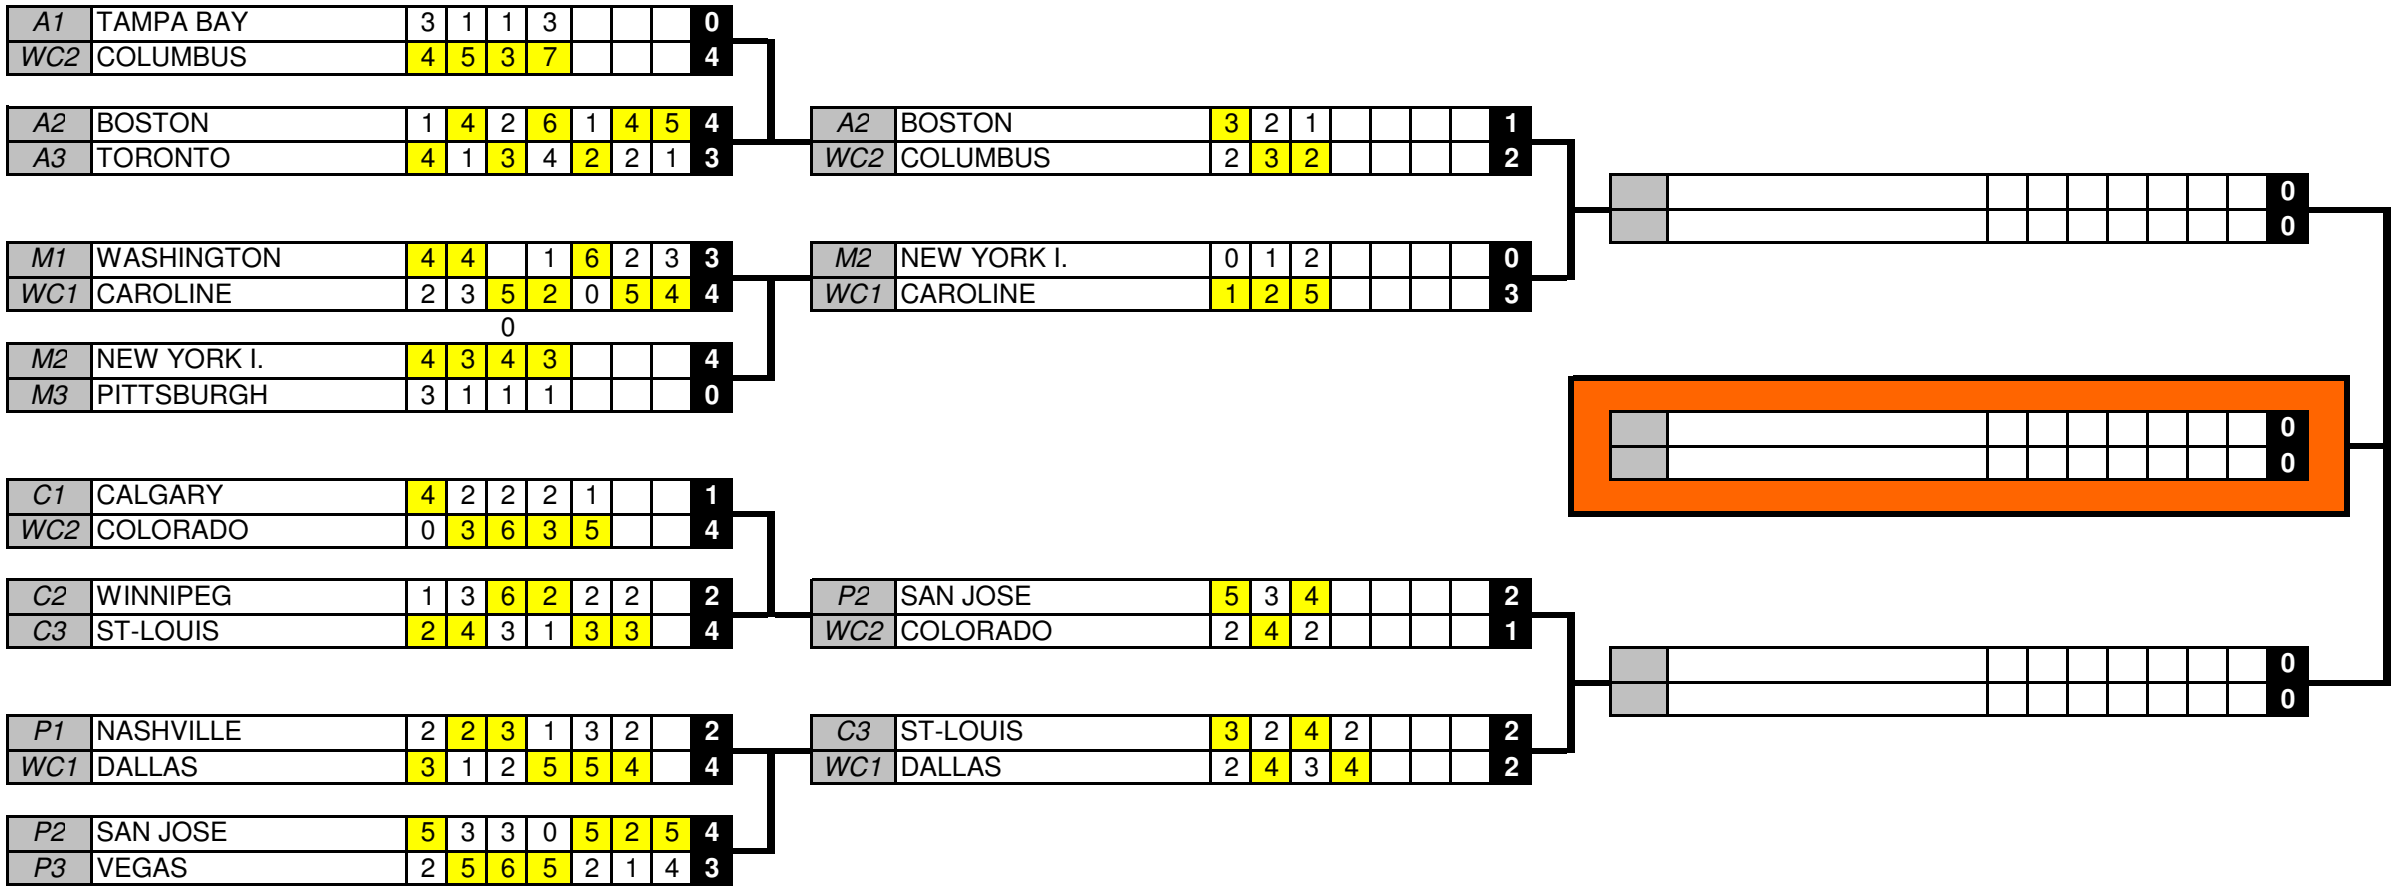 A1 TAMPA BAY 3 1 1 3 0
WC2 COLUMBUS 4 5 3 7 4
A2 BOSTON 1 4 2 6 1 4 5 4
A3 TORONTO 4 1 3 4 2 2 1 3
A2 BOSTON 3 2 1 1
WC2 COLUMBUS 2 3 2 2
0
0
M1 WASHINGTON 4 4 1 6 2 3 3
WC1 CAROLINE 2 3 5 2 0 5 4 4
0
M2 NEW YORK I. 0 1 2 0
WC1 CAROLINE 1 2 5 3
M2 NEW YORK I. 4 3 4 3 4
M3 PITTSBURGH 3 1 1 1 0
0
0
C1 CALGARY 4 2 2 2 1 1
WC2 COLORADO 0 3 6 3 5 4
C2 WINNIPEG 1 3 6 2 2 2 2
C3 ST-LOUIS 2 4 3 1 3 3 4
P2 SAN JOSE 5 3 4 2
WC2 COLORADO 2 4 2 1
0
0
P1 NASHVILLE 2 2 3 1 3 2 2
WC1 DALLAS 3 1 2 5 5 4 4
C3 ST-LOUIS 3 2 4 2 2
WC1 DALLAS 2 4 3 4 2
P2 SAN JOSE 5 3 3 0 5 2 5 4
P3 VEGAS 2 5 6 5 2 1 4 3